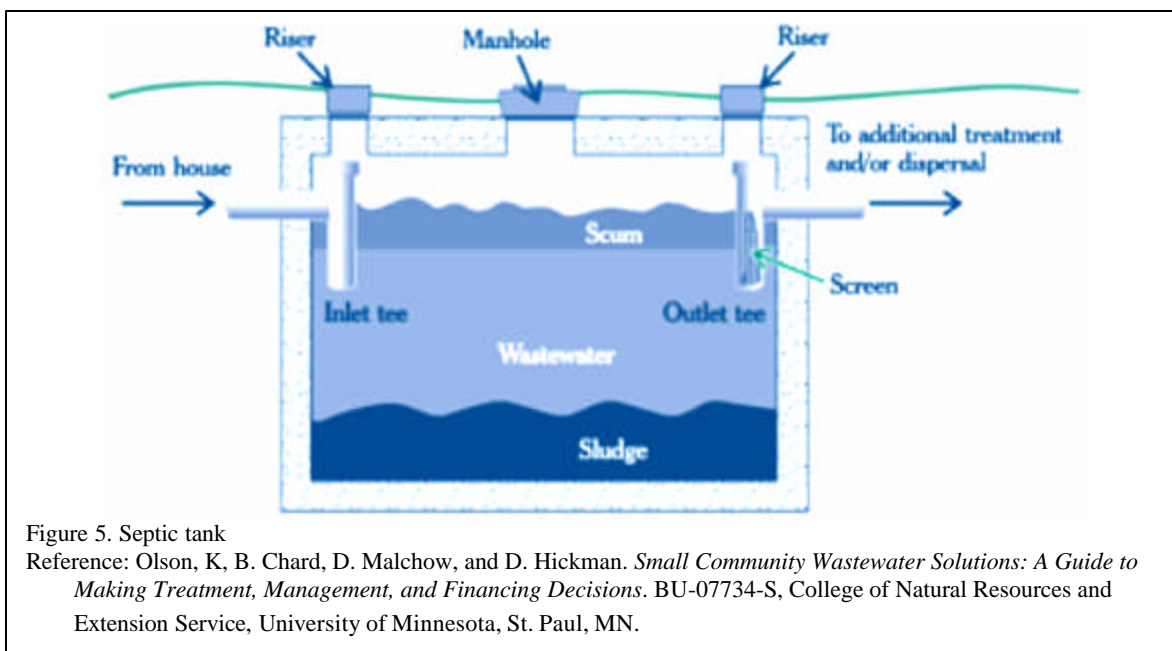 Riser
Manhole
Riser
From house
To additional treatment
and/or dispersal
Scum
Screen
Inlet tee
Outlet tee
Wastewater
Sludge
Figure 5. Septic tank
Reference: Olson, K, B. Chard, D. Malchow, and D. Hickman. Small Community Wastewater Solutions: A Guide to
Making Treatment, Management, and Financing Decisions. BU-07734-S, College of Natural Resources and
Extension Service, University of Minnesota, St. Paul, MN.